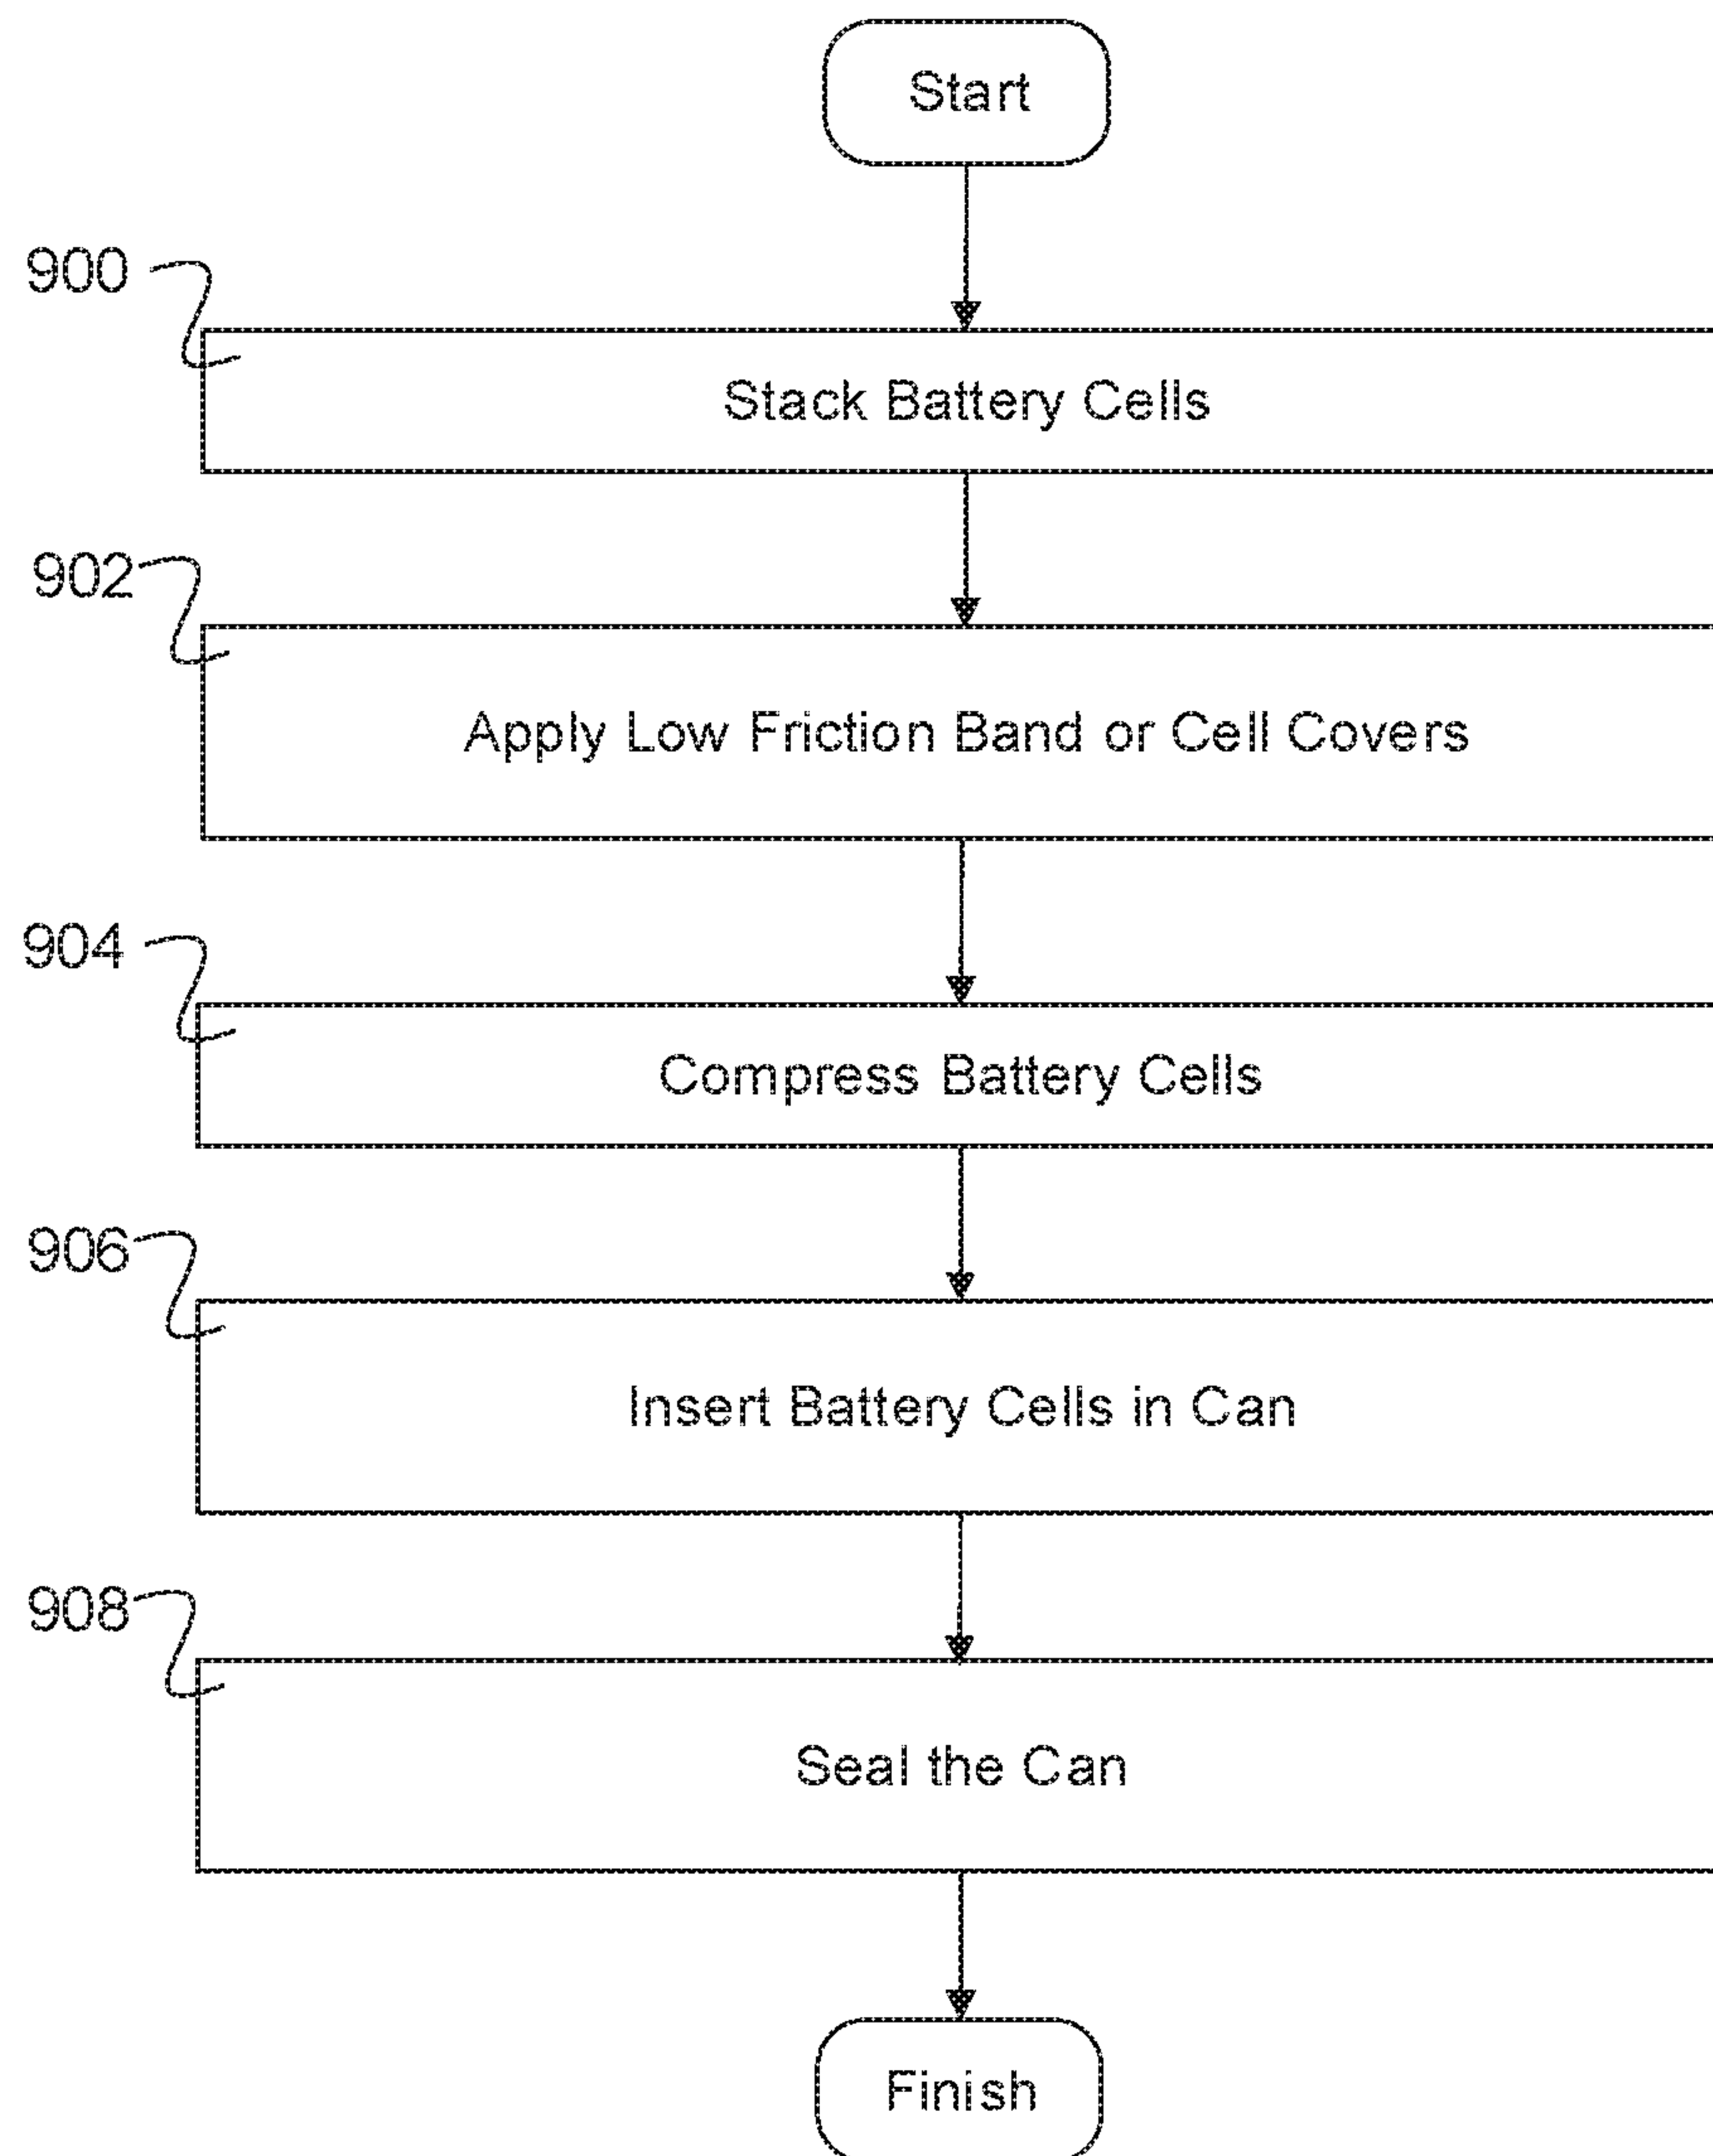 Start
900
Stack Battery Cells
902
Apply Low Friction Band or Cell Covers
904
Compress Battery Cells
906
Insert Battery Cells in Can
908
Seal the Can
Finish